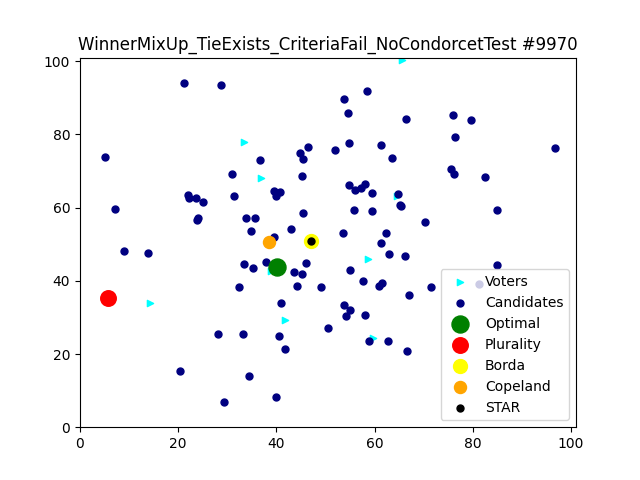 WinnerMixUp_TieExists_CriteriaFail_NoCondorcetTest #9970
100
80
60
40
20
0
0 20 40 60 80 100
Voters
Candidates
Optimal
Plurality
Borda
Copeland
STAR